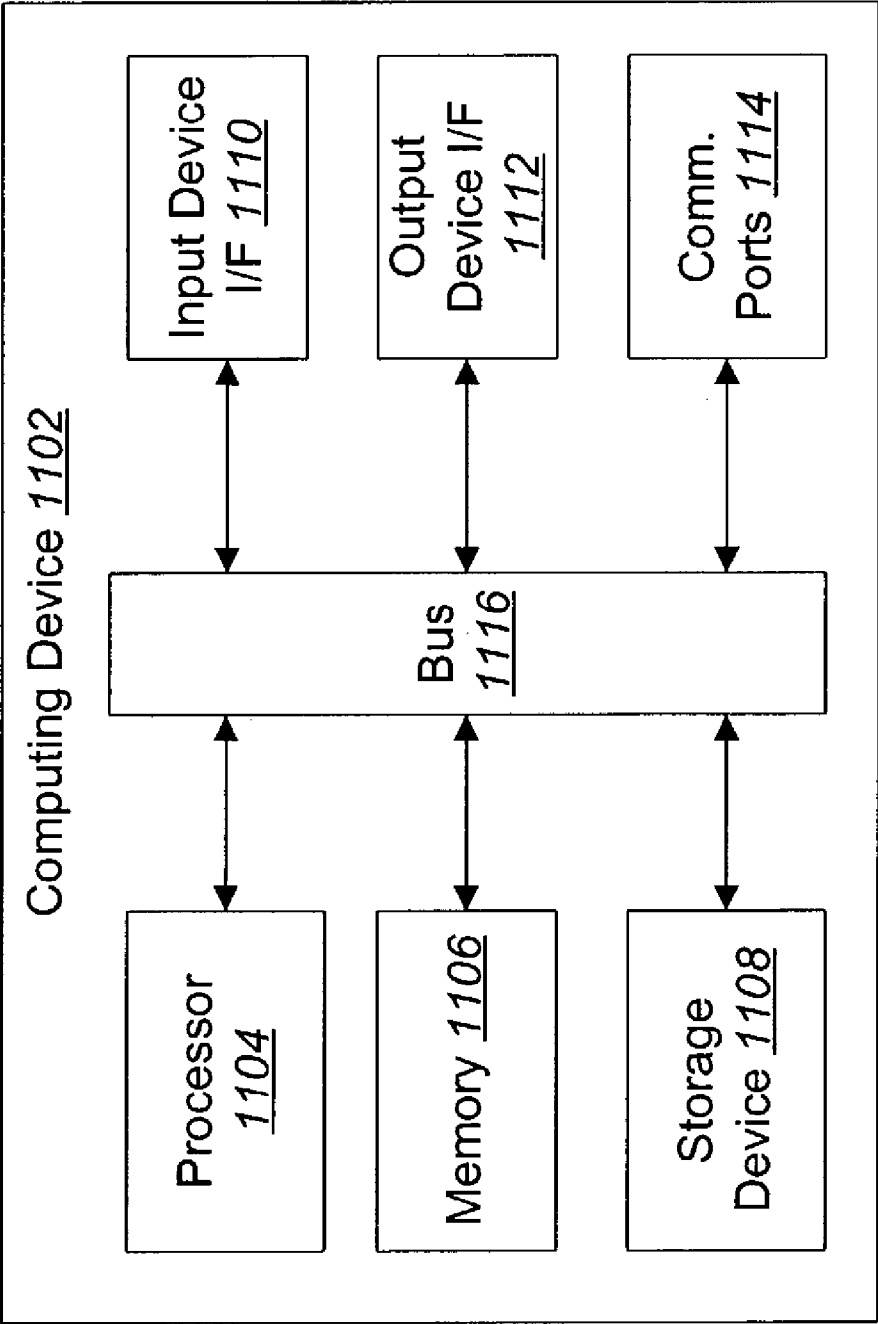 Computing Device 1102
Processor
1104
Memory 1106
Storage
Device 1108
Bus
1116
Input Device
I/F 1110
Output
Device I/F
1112
Comm.
Ports 1114